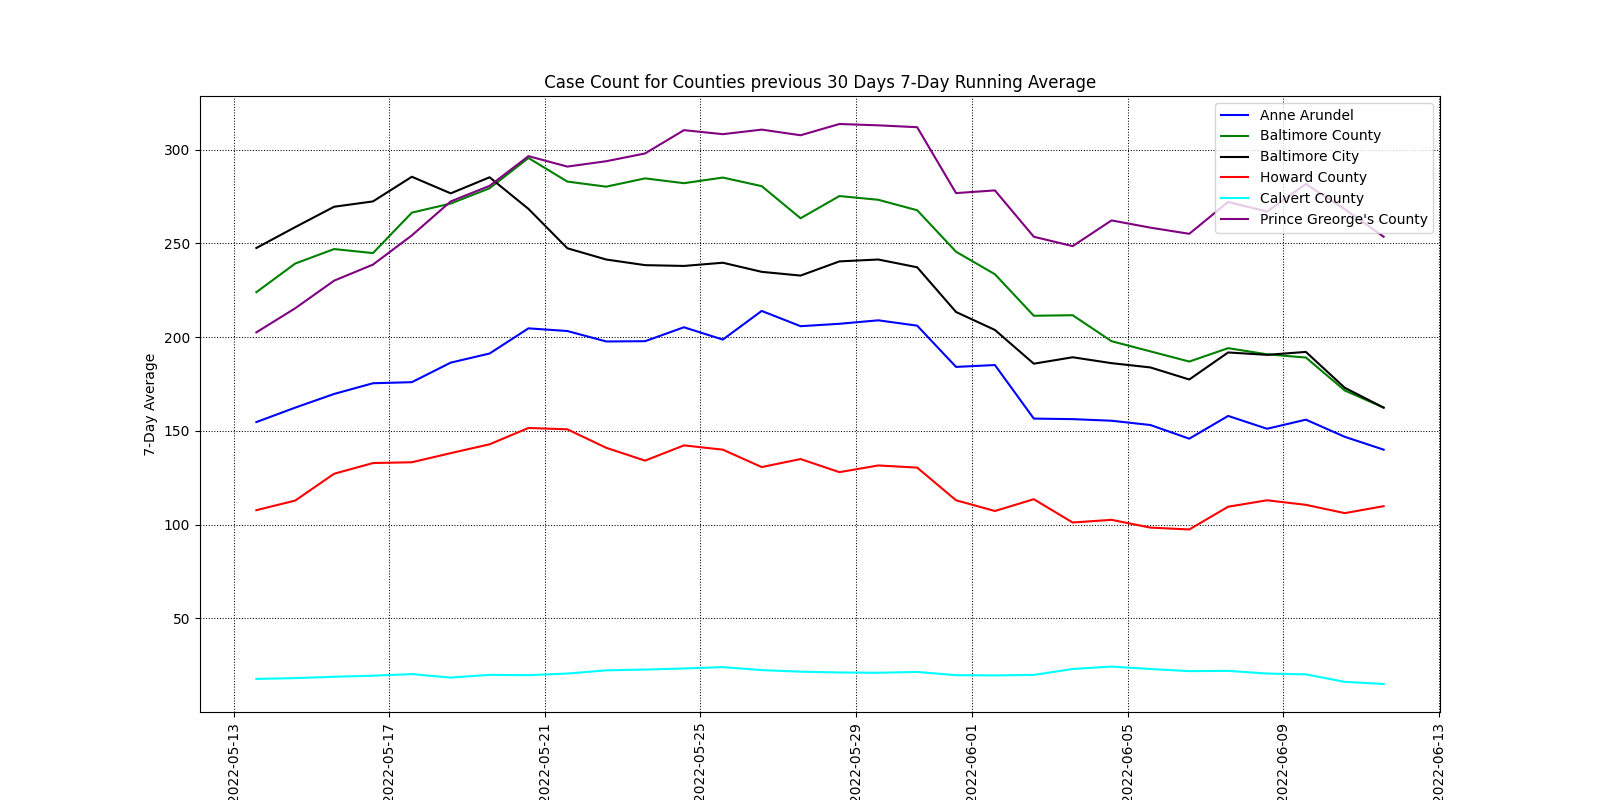 Case Count for Counties previous 30 Days 7-Day Running Average
Anne Arundel
Baltimore County
Baltimore City
Howard County
Calvert County
Prince Greorge's County
7-Day Average
300
250
200
150
100
50
2022-05-13
2022-05-17
2022-05-21
2022-05-25
2022-05-29
2022-06-01
2022-06-05
2022-06-09
2022-06-13